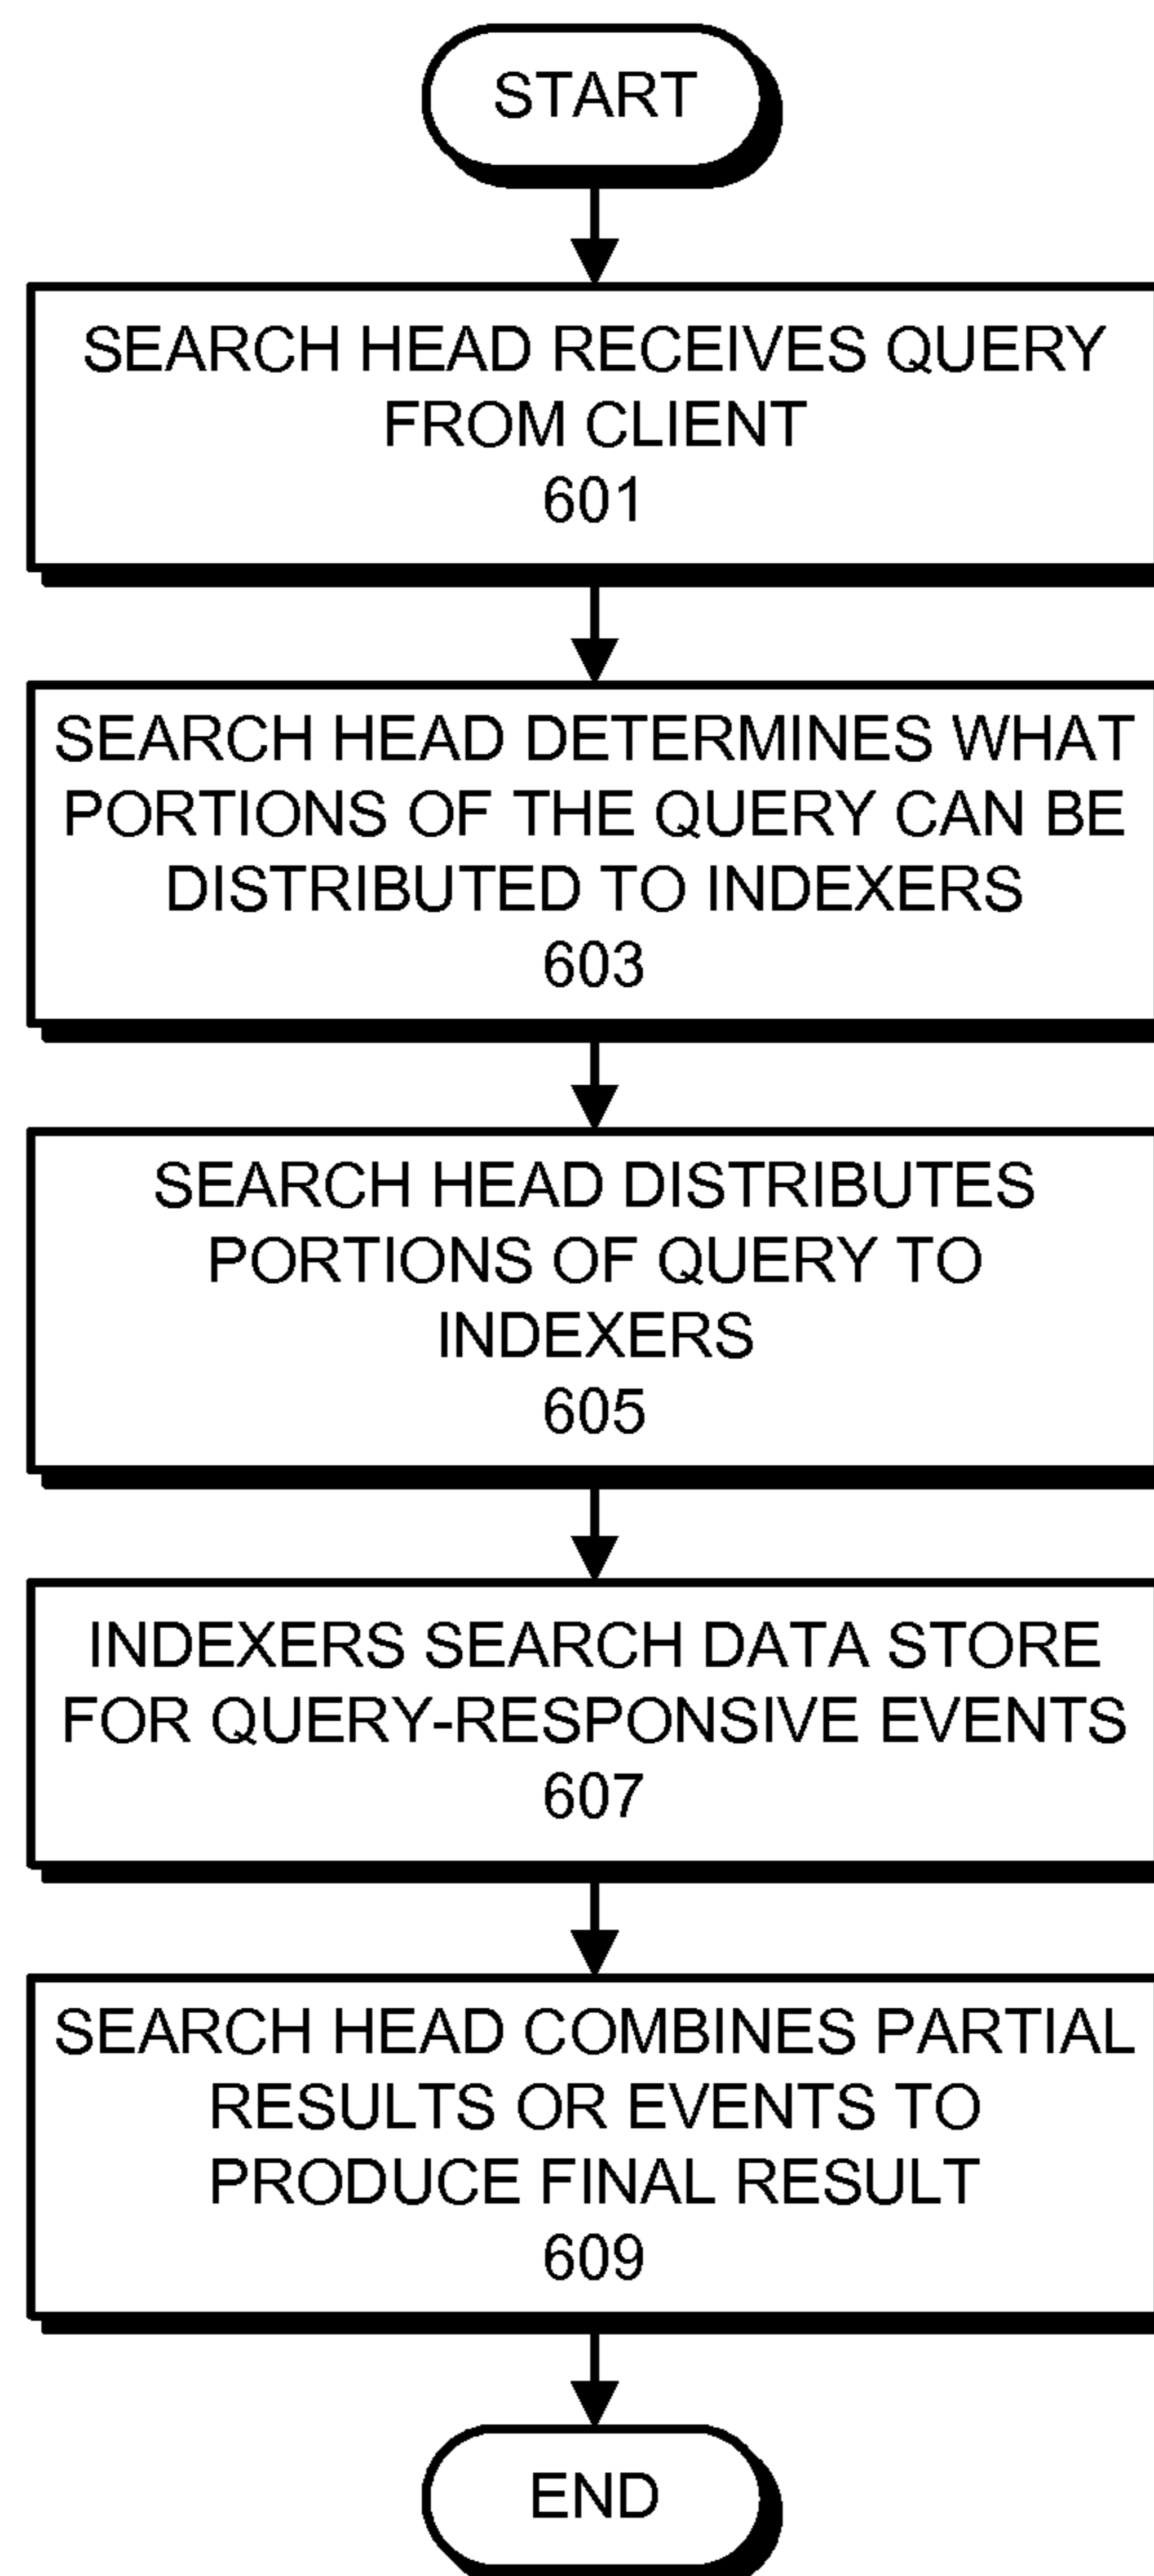 START
SEARCH HEAD RECEIVES QUERY
FROM CLIENT
601
SEARCH HEAD DETERMINES WHAT
PORTIONS OF THE QUERY CAN BE
DISTRIBUTED TO INDEXERS
603
SEARCH HEAD DISTRIBUTES
PORTIONS OF QUERY TO
INDEXERS
605
INDEXERS SEARCH DATA STORE
FOR QUERY-RESPONSIVE EVENTS
607
SEARCH HEAD COMBINES PARTIAL
RESULTS OR EVENTS TO
PRODUCE FINAL RESULT
609
END